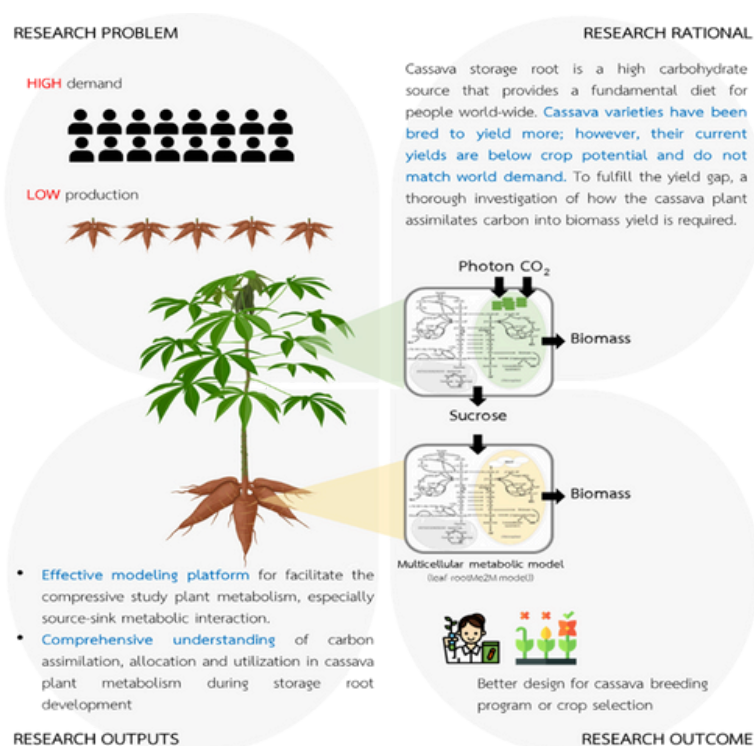 RESEARCH PROBLEM
HIGH demand
LOW production
RESEARCH RATIONAL
Cassava storage root is a high carbohydrate
source that provides a fundamental diet for
people world-wide. Cassava varieties have been
bred to yield more; however, their current
yields are below crop potential and do not
match world demand. To fulfill the yield gap, a
thorough investigation of how the cassava plant
assimilates carbon into biomass yield is required.
Photon CO₂
Biomass
Sucrose
Biomass
Multicellular metabolic model
• Effective modeling platform for facilitate the
compressive study plant metabolism, especially
source-sink metabolic interaction.
• Comprehensive understanding of carbon
assimilation, allocation and utilization in cassava
plant metabolism during storage root
development
RESEARCH OUTPUTS
Better design for cassava breeding
program or crop selection
RESEARCH OUTCOME